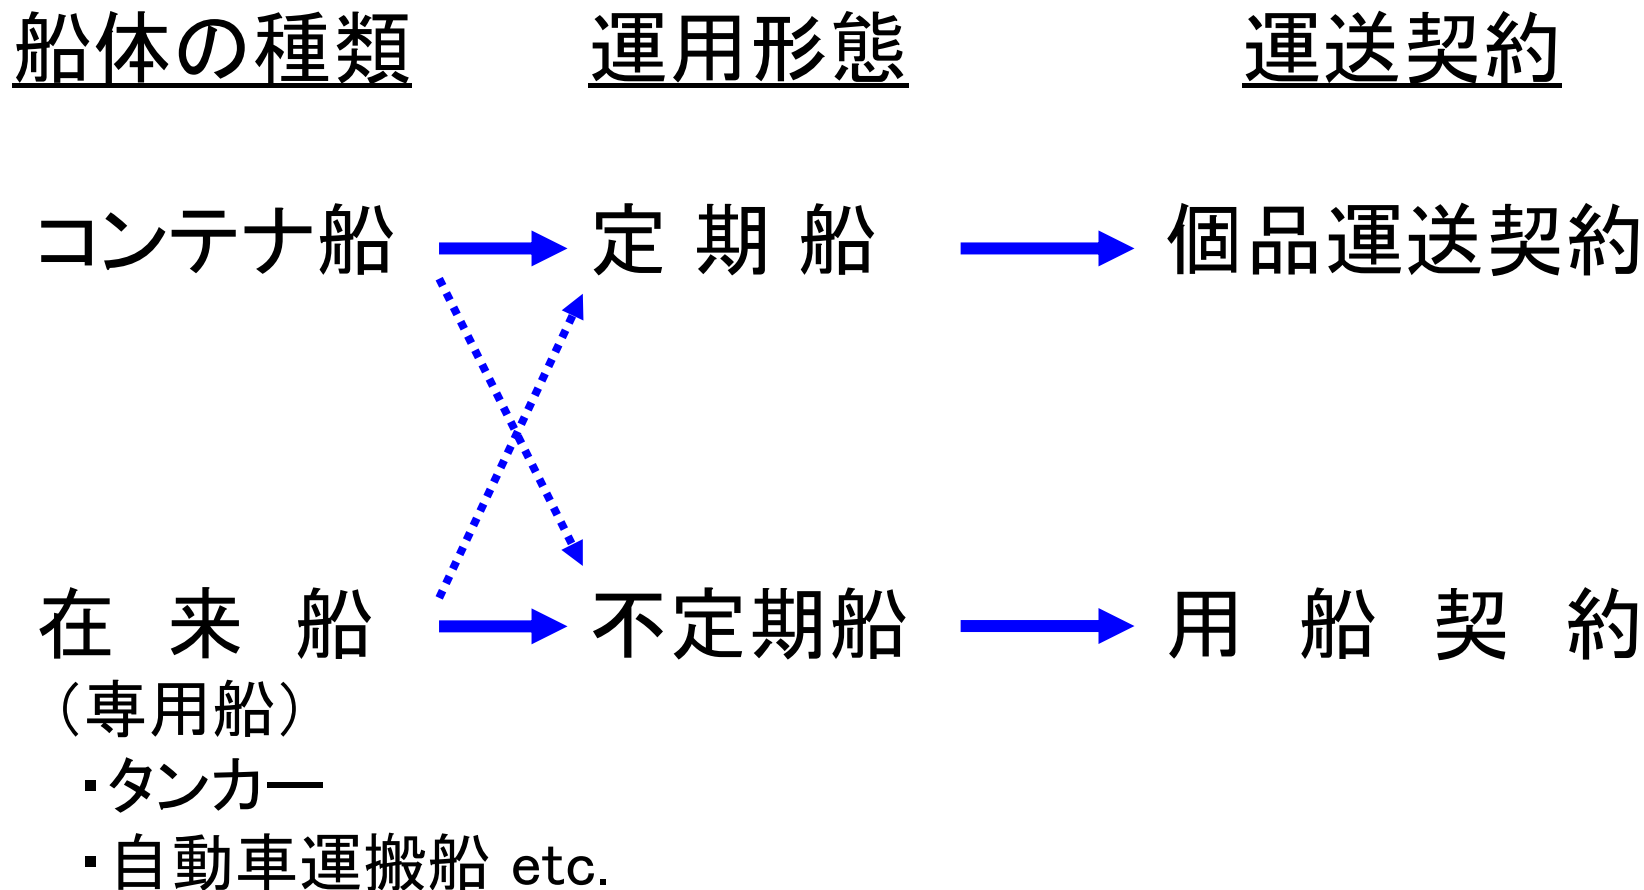 船体の種類 運用形態 運送契約
コンテナ船 定期船 個品運送契約
在来船 不定期船 用船契約
（専用船）
・タンカー
・自動車運搬船 etc.